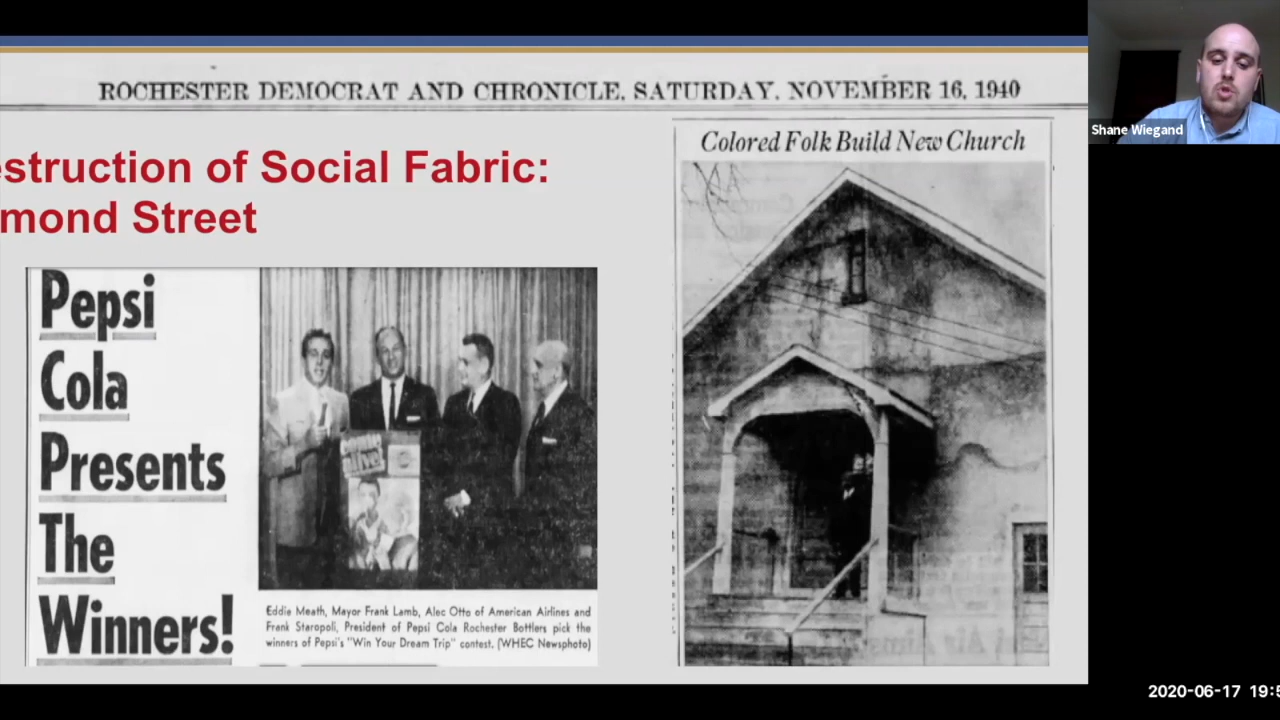 ROCHESTER DEMOCRAT AND CHRONICLE, SATURDAY, NOVEMBER 16, 1940
estruction of Social Fabric:
mond Street
Pepsi
Cola
Presents
The
Winners!
Eddie Meath, Mayor Frank Lamb, Alec Otto of American Airlines and
Frank Staropoli, President of Pepsi Cola Rochester Bottlers pick the
winners of Pepsi's "Win Your Dream Trip" contest. (WHEC Newsphoto)
Colored Folk Build New Church
Shane Wiegand
2020-06-17 19:5